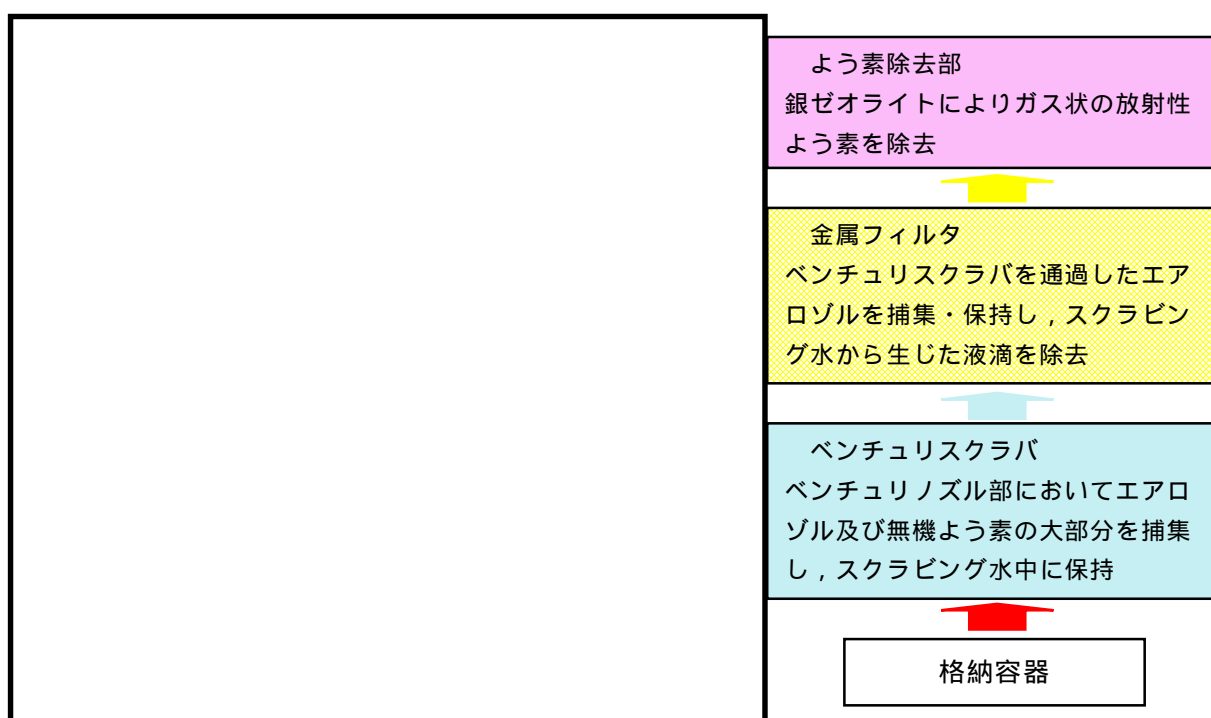 よう素除去部
銀ゼオライトによりガス状の放射性
よう素を除去
金属フィルタ
ベンチュリスクラバを通過したエア
ロゾルを捕集・保持し，スクラビン
グ水から生じた液滴を除去
ベンチュリスクラバ
ベンチュリノズル部においてエアロ
ゾル及び無機よう素の大部分を捕集
し，スクラビング水中に保持
格納容器